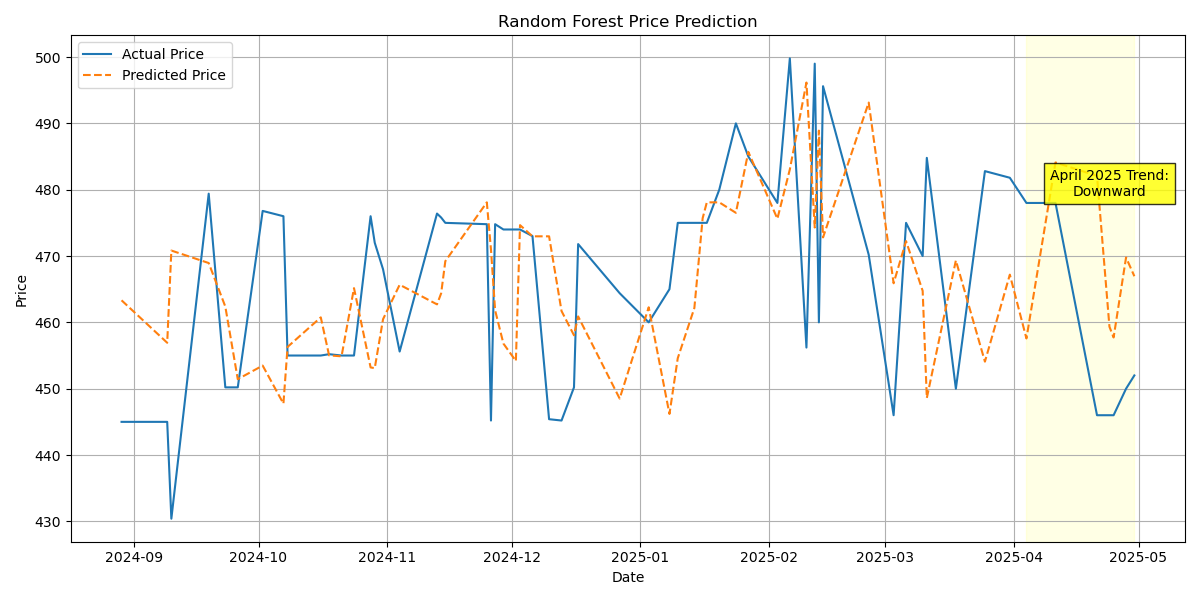 Random Forest Price Prediction
Actual Price
Predicted Price
April 2025 Trend:
Downward
Price
500
490
480
470
460
450
440
430
2024-09 2024-10 2024-11 2024-12 2025-01 2025-02 2025-03 2025-04 2025-05
Date